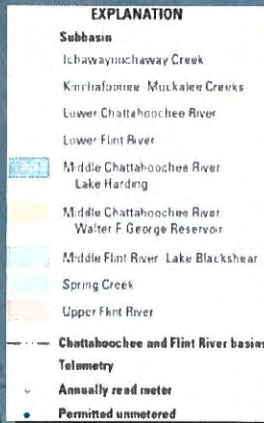 EXPLANATION
Subbasin
Ichawaynochaway Creek
Kinchafoonee Muckalee Creeks
Lower Chattahoochee River
Lower Flint River
Middle Chattahoochee River
Lake Harding
Middle Chattahoochee River
Walter F George Reservoir
Middle Flint River Lake Blackshear
Spring Creek
Upper Flint River
Chattahoochee and Flint River basins
Telemetry
Annually read meter
Permitted unmetered